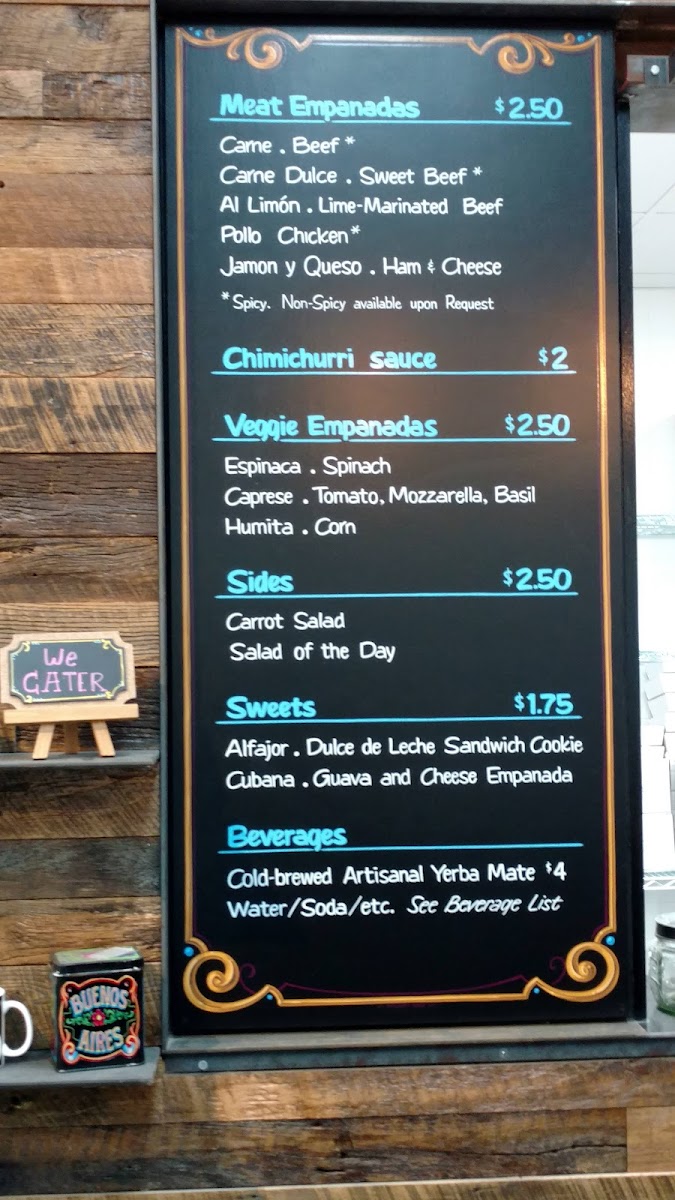 Meat Empanadas $2.50
Carne . Beef *
Carne Dulce . Sweet Beef *
Al Limón . Lime-Marinated Beef
Pollo Chicken *
Jamon y Queso . Ham & Cheese
* Spicy. Non-Spicy available upon Request
Chimichurri sauce $2
Veggie Empanadas $2.50
Espinaca . Spinach
Caprese . Tomato, Mozzarella, Basil
Humita . Corn
Sides $2.50
Carrot Salad
Salad of the Day
Sweets $1.75
Alfajor . Dulce de Leche Sandwich Cookie
Cubana . Guava and Cheese Empanada
Beverages
Cold-brewed Artisanal Yerba Mate $4
Water/Soda/etc. See Beverage List
We
CATER
BUENOS
AIRES